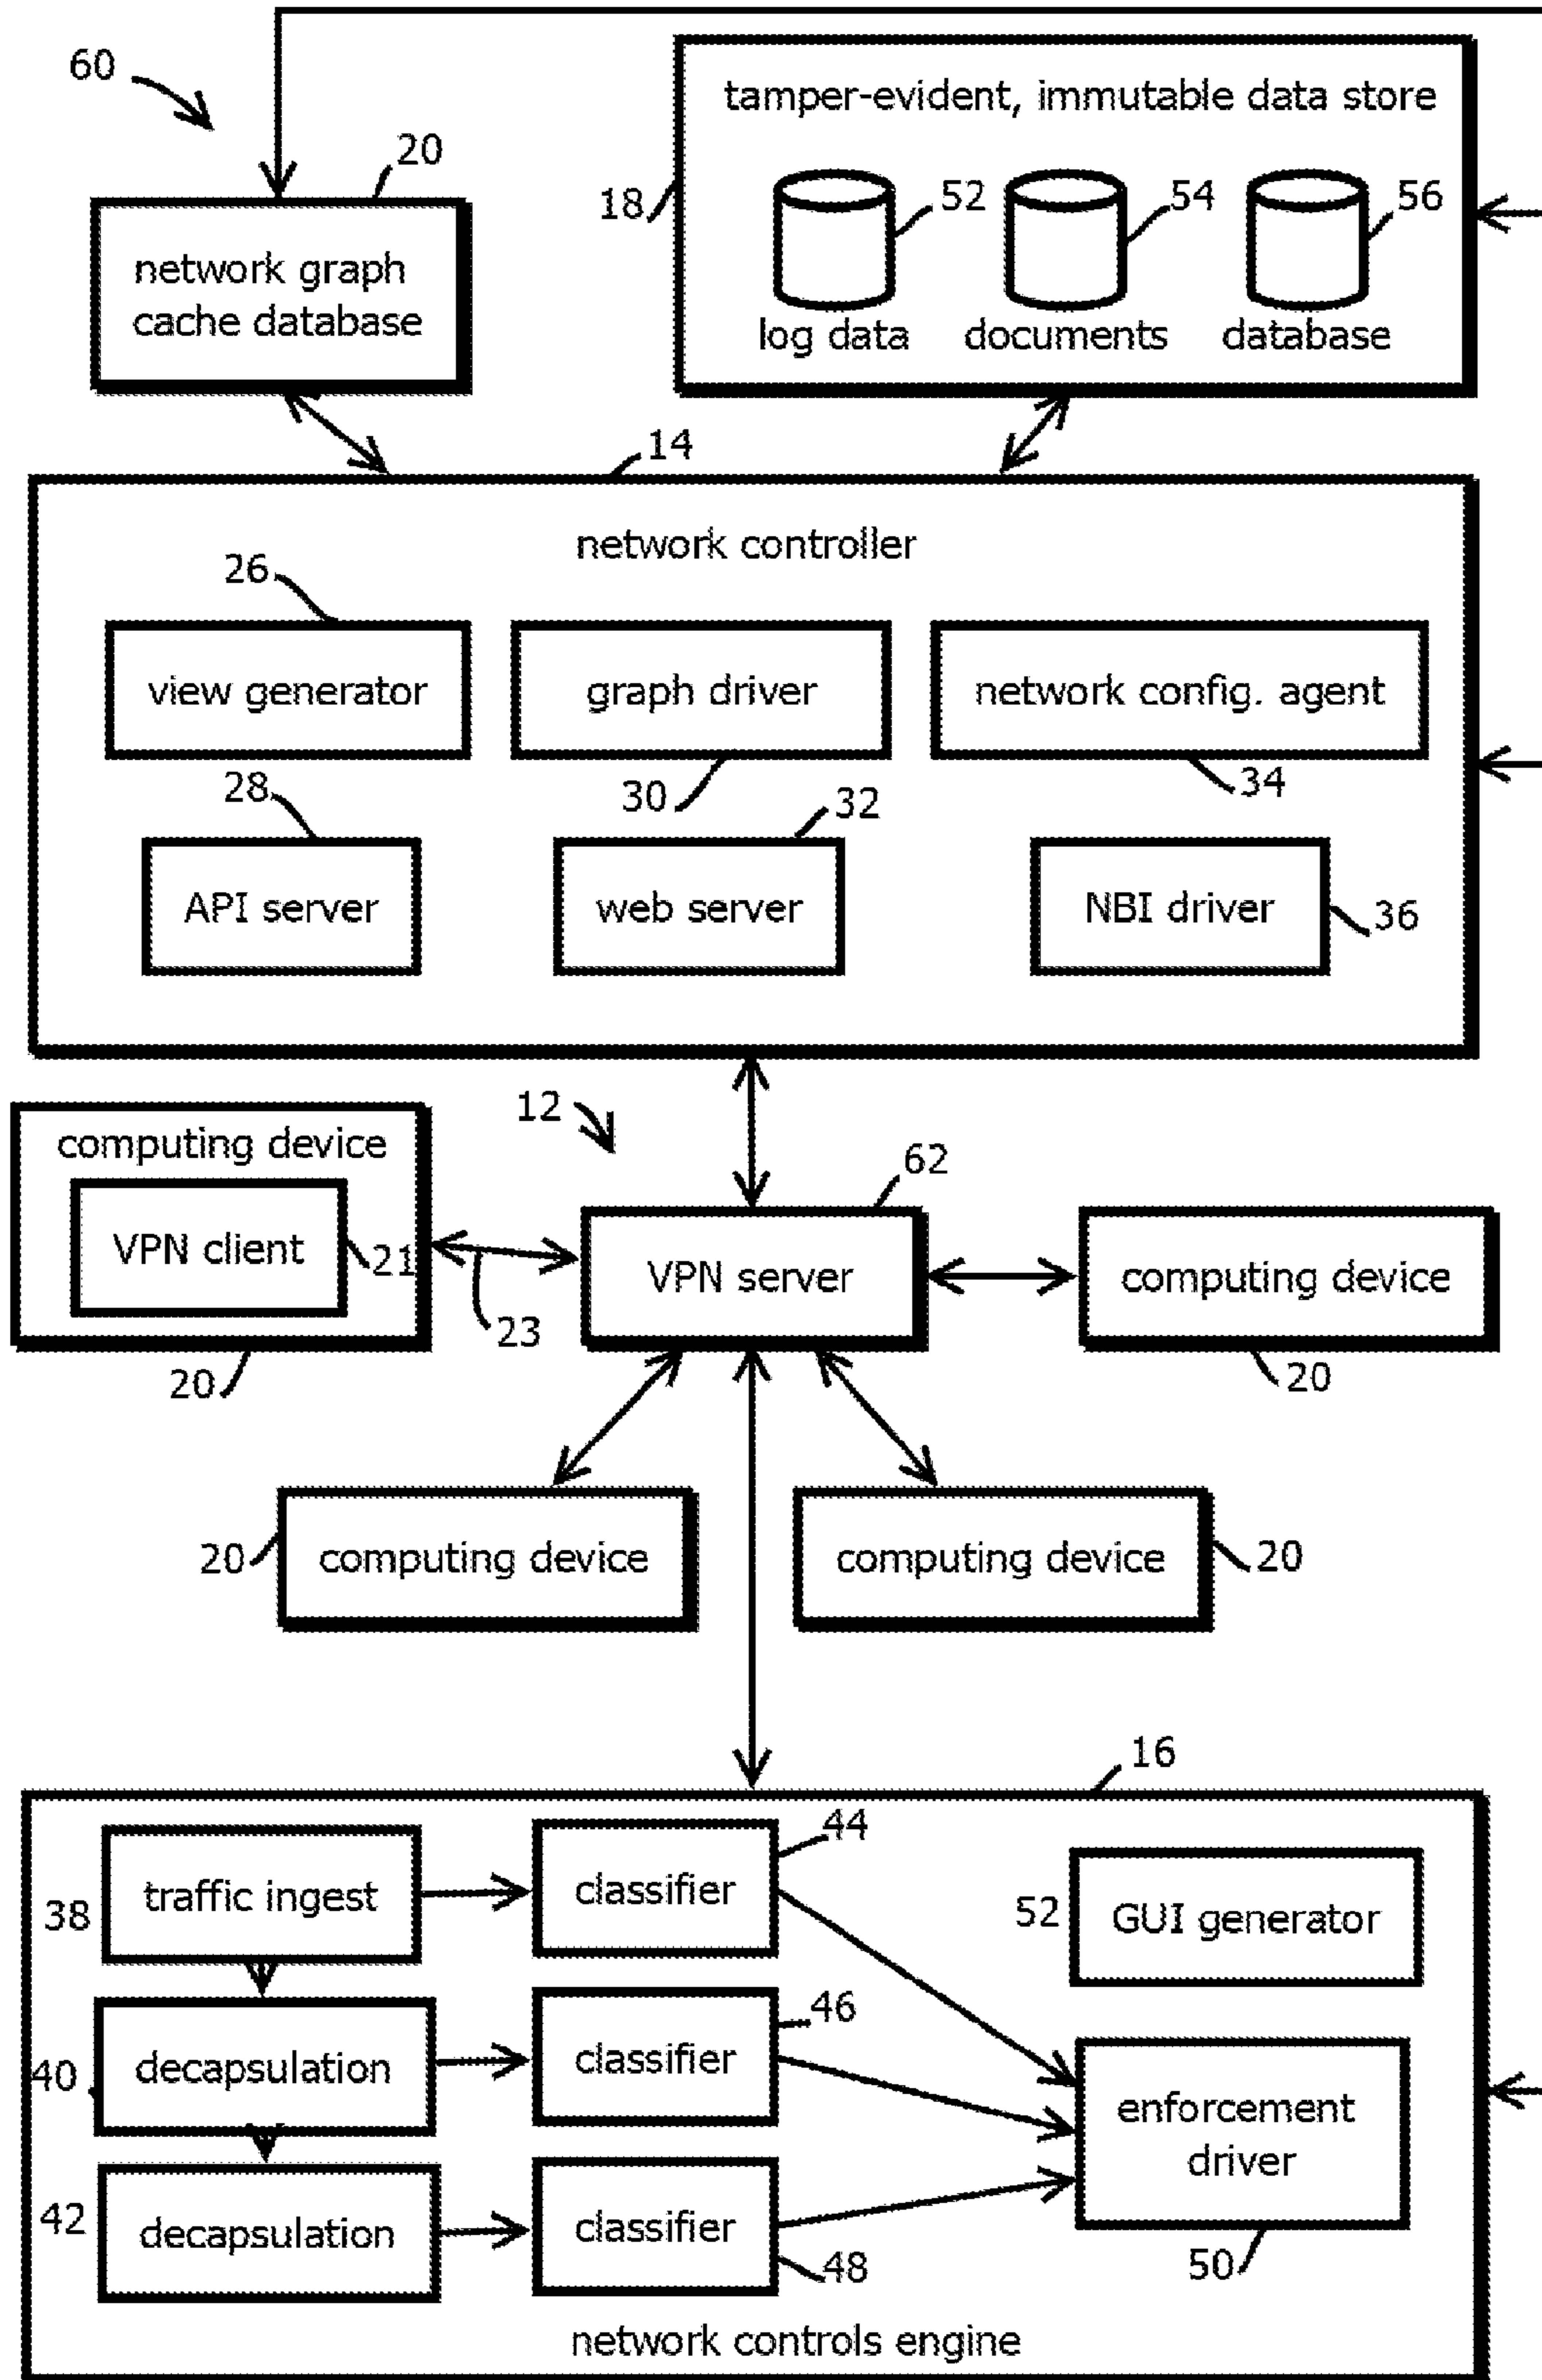 60
tamper-evident, immutable data store
20
18
52
54
56
network graph
cache database
log data
documents
database
14
network controller
26
view generator
graph driver
network config. agent
28
30
32
34
API server
web server
NBI driver
36
12
computing device
62
VPN client
21
VPN server
computing device
23
20
20
20
computing device
computing device
20
16
44
traffic ingest
classifier
38
52
GUI generator
46
decapsulation
classifier
40
enforcement
driver
42
decapsulation
classifier
48
50
network controls engine